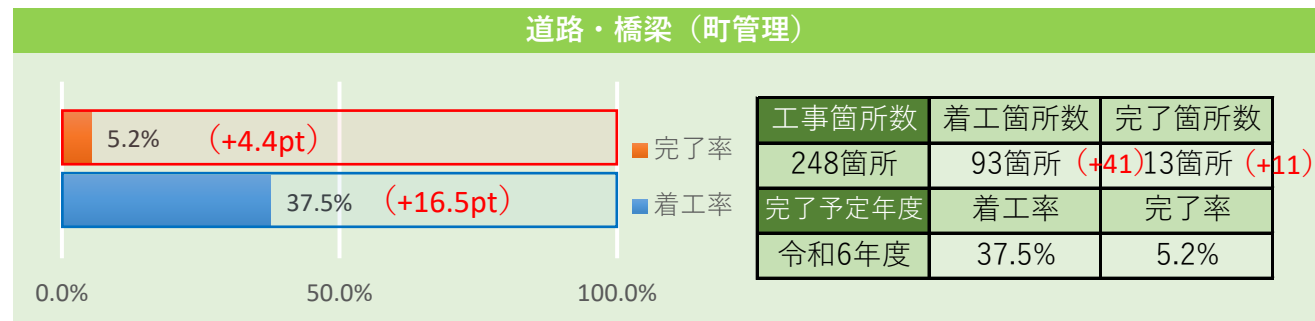 道路・橋梁（町管理）
5.2% （+4.4pt）
37.5% （+16.5pt）
0.0% 50.0% 100.0%
完了率
着工率
工事箇所数 着工箇所数 完了箇所数
248箇所 93箇所（+41） 13箇所（+11）
完了予定年度 着工率 完了率
令和6年度 37.5% 5.2%